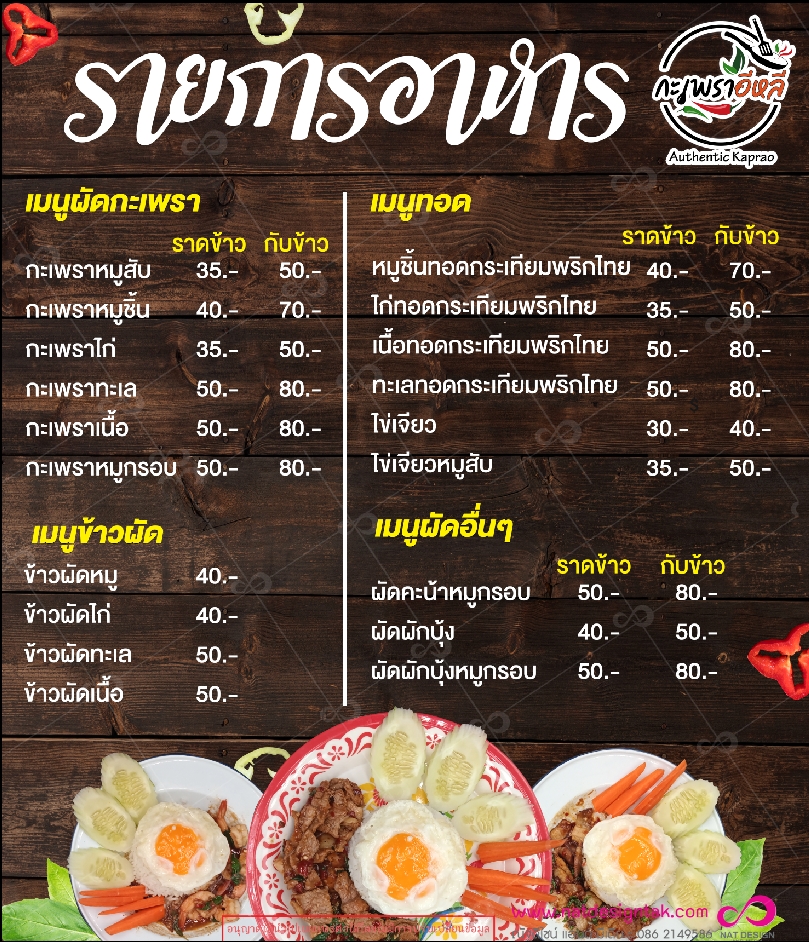 รายการอาหาร
กะเพราอีหลี
Authentic Kaprao
เมนูผัดกะเพรา
ราดข้าว กับข้าว
กะเพราหมูสับ 35.- 50.-
กะเพราหมูชิ้น 40.- 70.-
กะเพราไก่ 35.- 50.-
กะเพราทะเล 50.- 80.-
กะเพราเนื้อ 50.- 80.-
กะเพราหมูกรอบ 50.- 80.-
เมนูข้าวผัด
ข้าวผัดหมู 40.-
ข้าวผัดไก่ 40.-
ข้าวผัดทะเล 50.-
ข้าวผัดเนื้อ 50.-
เมนูทอด
ราดข้าว กับข้าว
หมูชิ้นทอดกระเทียมพริกไทย 40.- 70.-
ไก่ทอดกระเทียมพริกไทย 35.- 50.-
เนื้อทอดกระเทียมพริกไทย 50.- 80.-
ทะเลทอดกระเทียมพริกไทย 50.- 80.-
ไข่เจียว 30.- 40.-
ไข่เจียวหมูสับ 35.- 50.-
เมนูผัดอื่นๆ
ราดข้าว กับข้าว
ผัดคะน้าหมูกรอบ 50.- 80.-
ผัดผักบุ้ง 40.- 50.-
ผัดผักบุ้งหมูกรอบ 50.- 80.-
086 2149586
NAT DESIGN